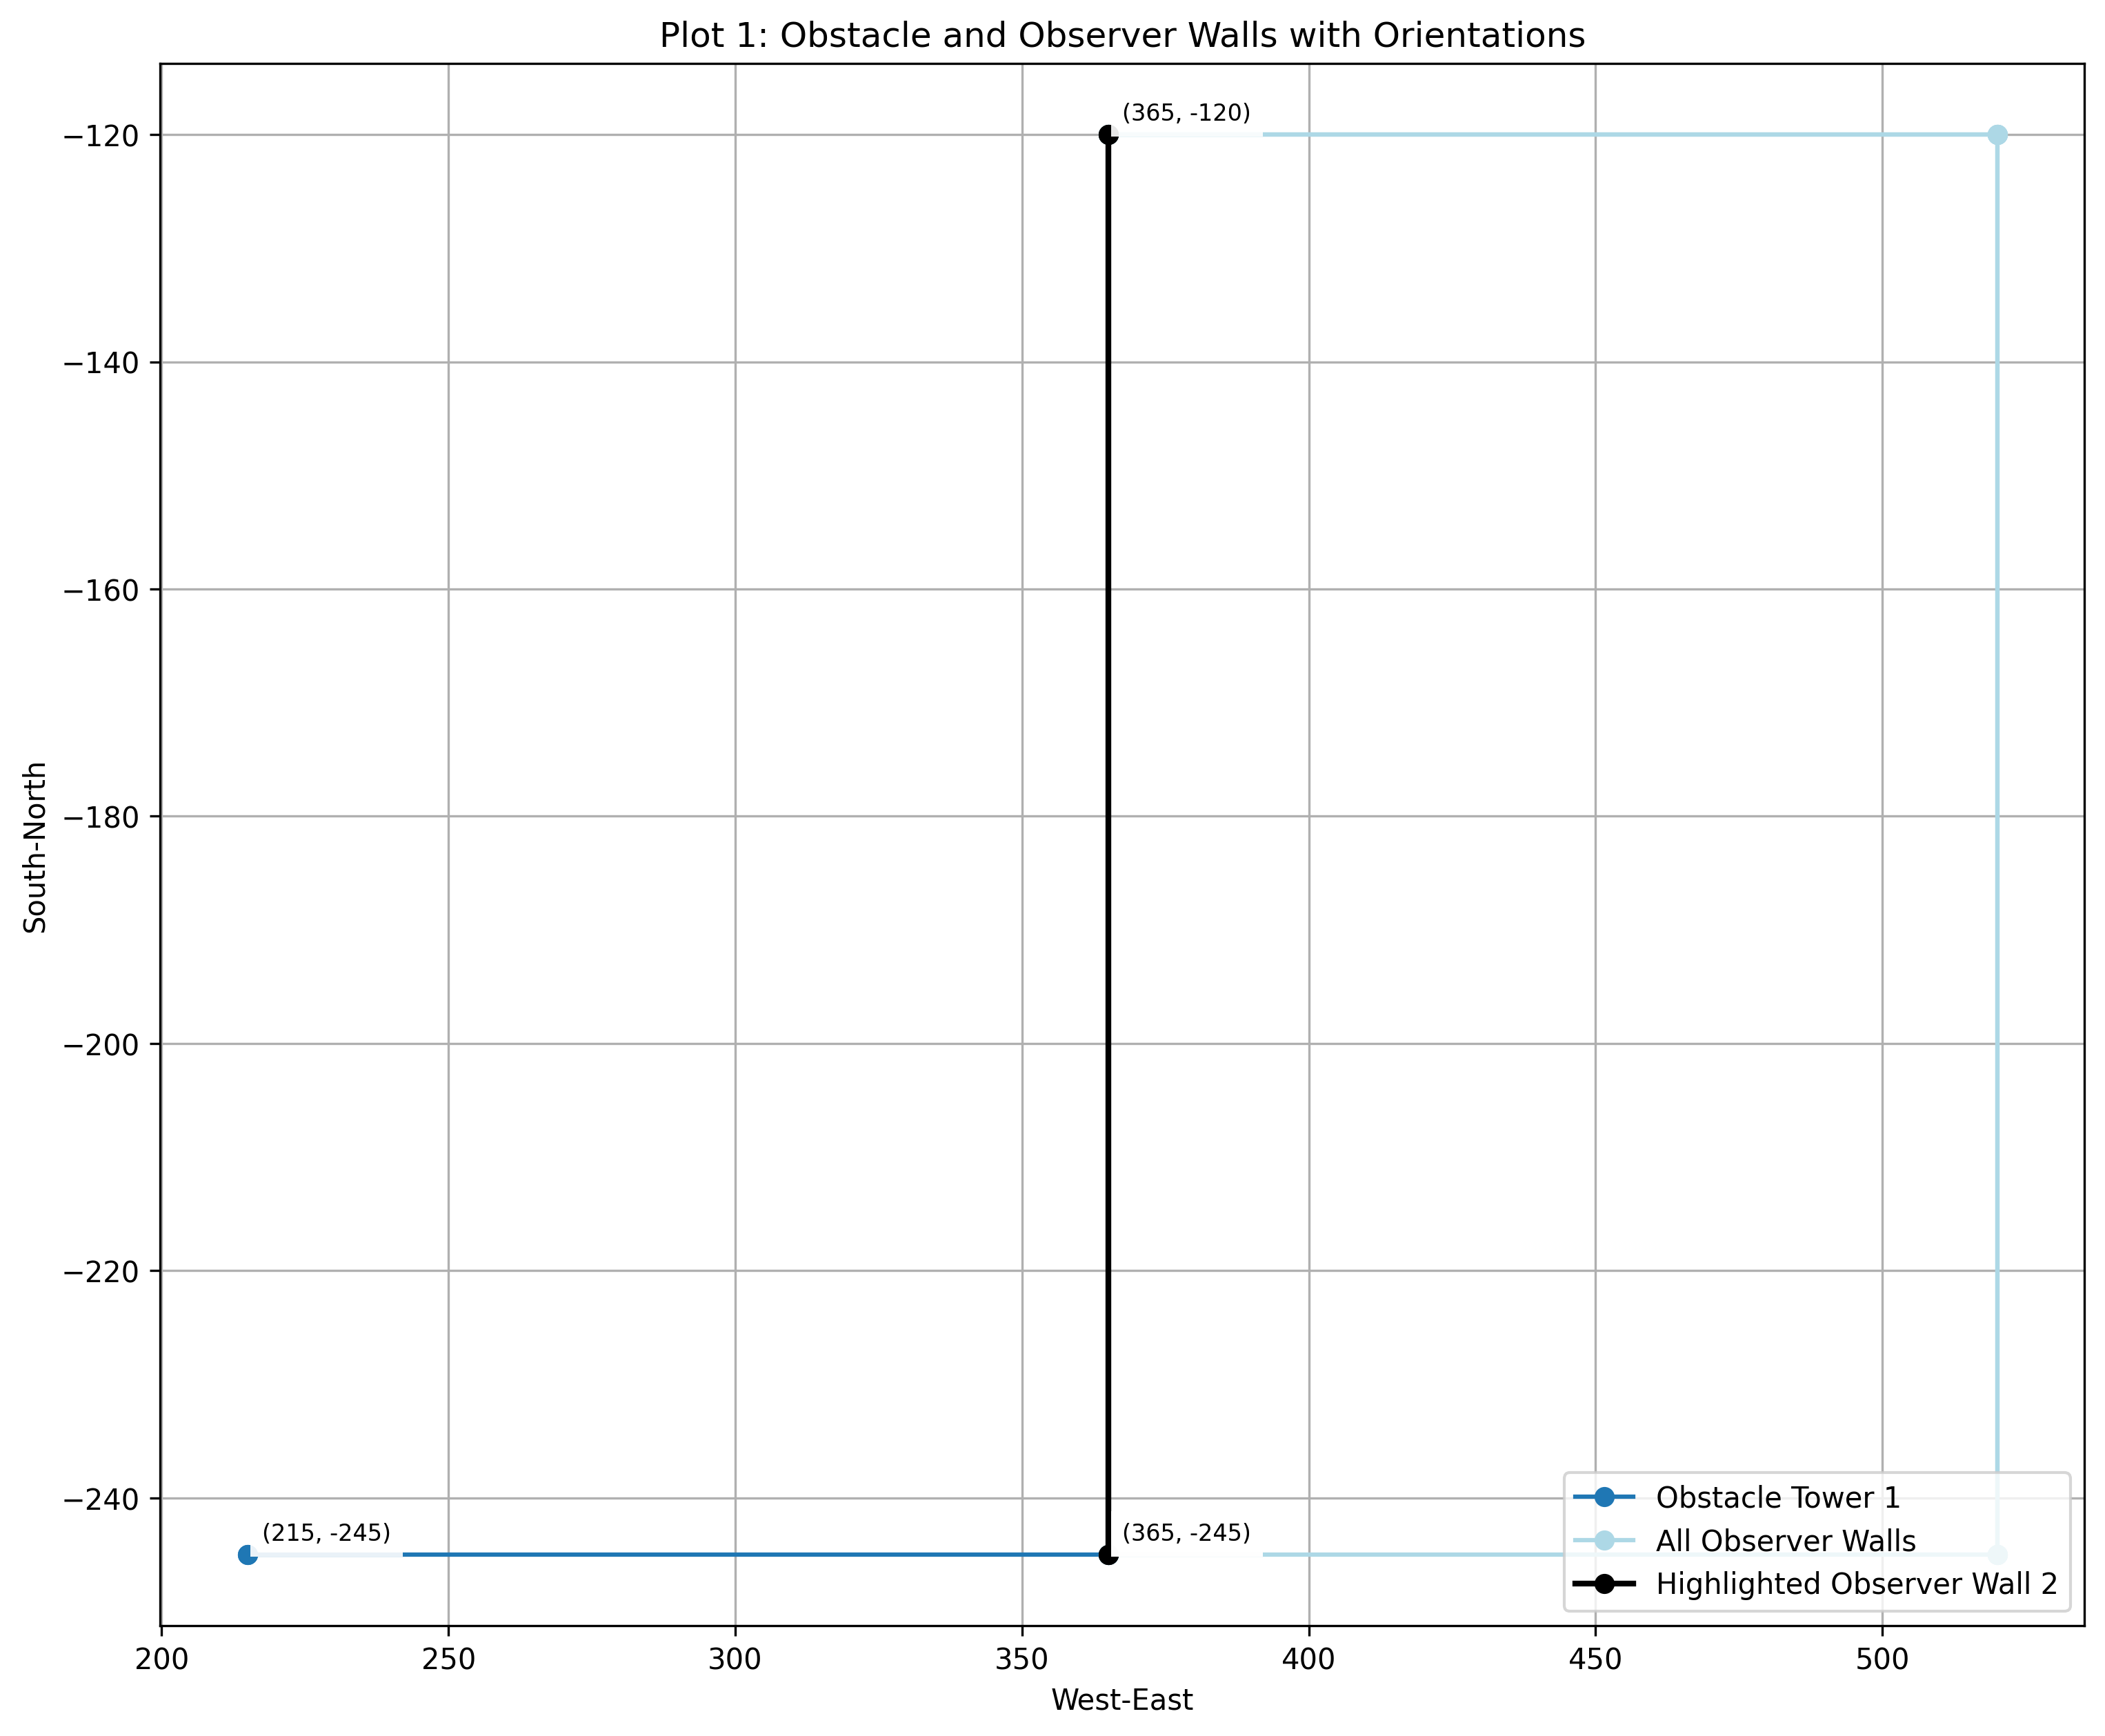 Plot 1: Obstacle and Observer Walls with Orientations
(365, -120)
−120
−140
−160
−180
−200
−220
−240
South-North
(215, -245)
(365, -245)
Obstacle Tower 1
All Observer Walls
Highlighted Observer Wall 2
200
250
300
350
400
450
500
West-East